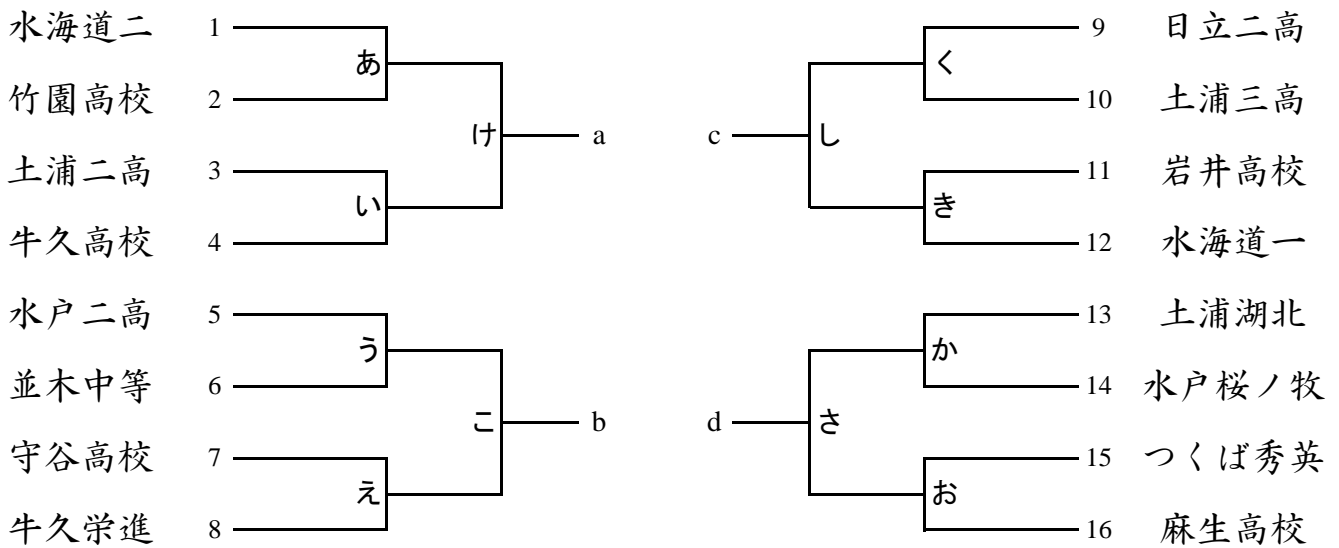 水海道二 1
あ
竹園高校 2
け a
土浦二高 3
い
牛久高校 4
水戸二高 5
う
並木中等 6
こ b
守谷高校 7
え
牛久栄進 8
9 日立二高
く
10 土浦三高
c し
11 岩井高校
き
12 水海道一
13 土浦湖北
か
14 水戸桜ノ牧
d さ
15 つくば秀英
お
16 麻生高校